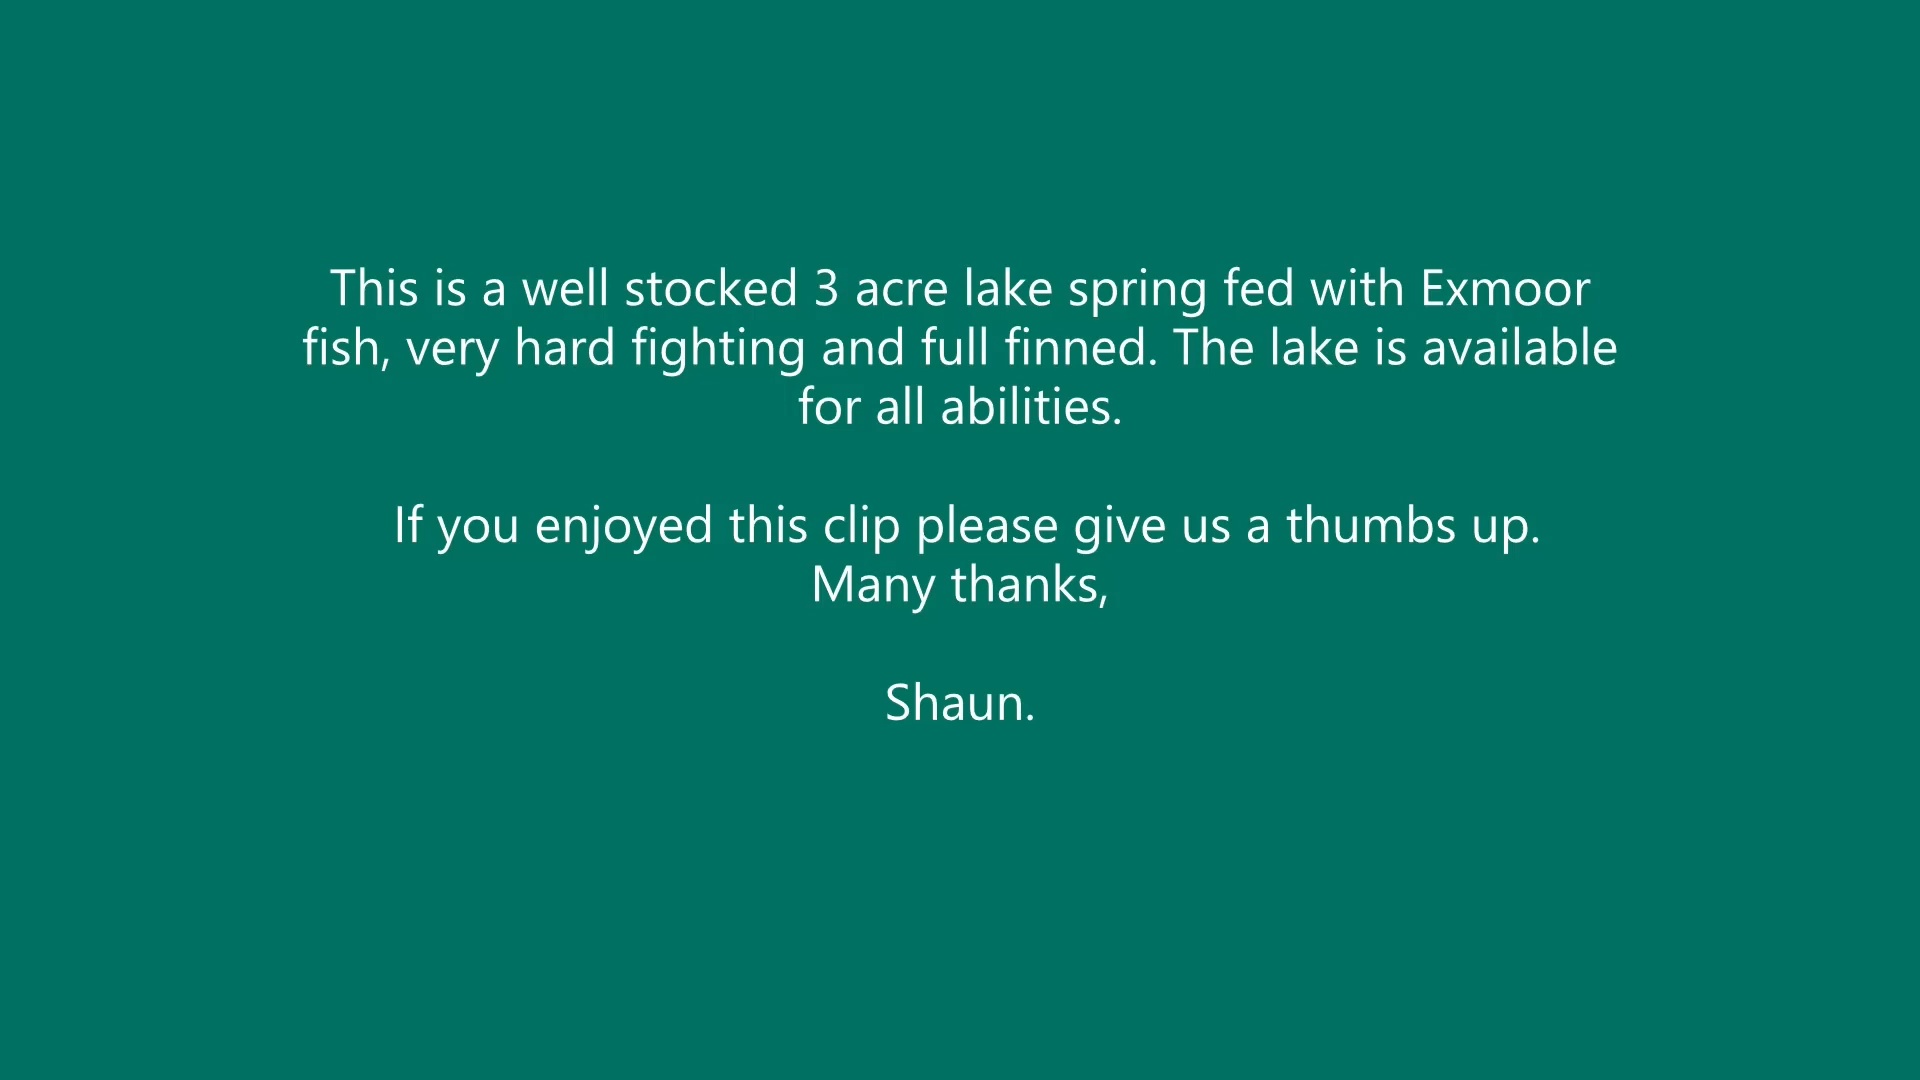 This is a well stocked 3 acre lake spring fed with Exmoor
fish, very hard fighting and full finned. The lake is available
for all abilities.
If you enjoyed this clip please give us a thumbs up.
Many thanks,
Shaun.